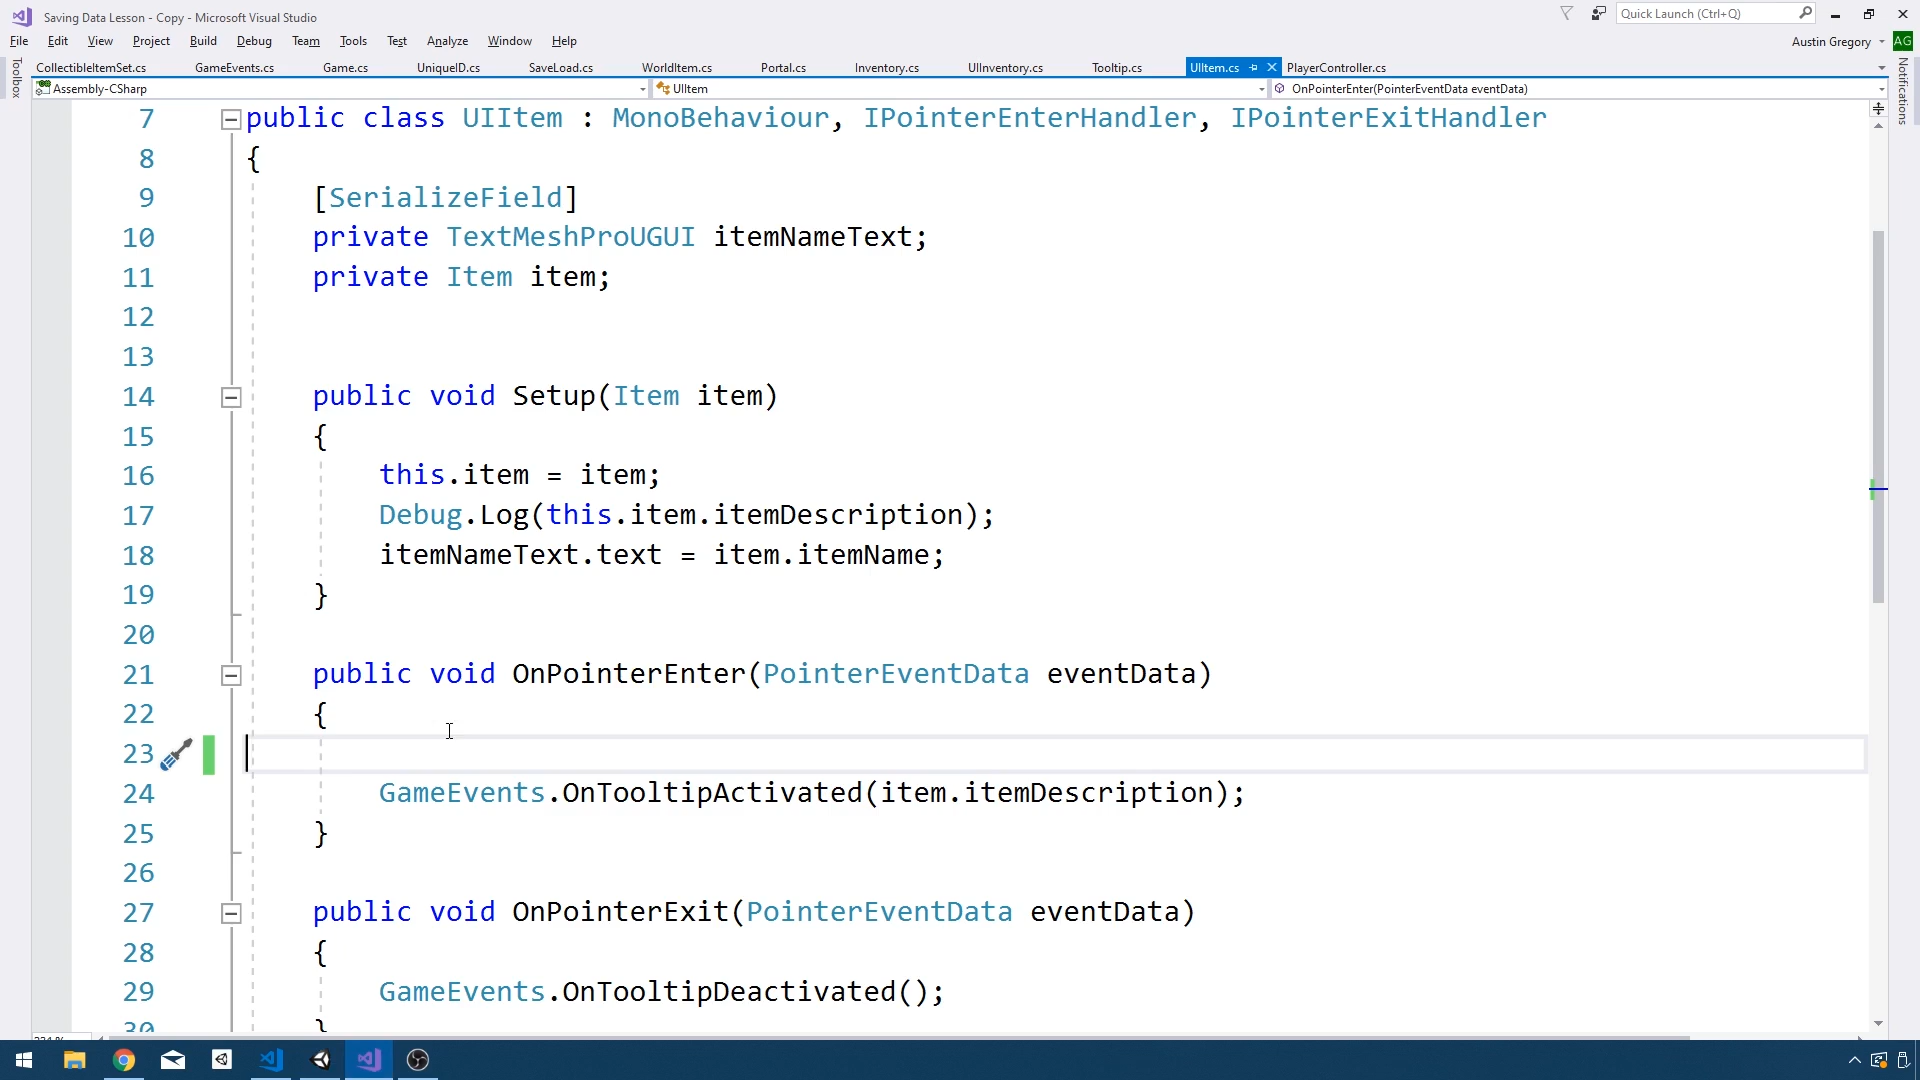 Saving Data Lesson - Copy - Microsoft Visual Studio
Quick Launch (Ctrl+Q)
File Edit View Project Build Debug Team Tools Test Analyze Window Help
Austin Gregory AG
Toolbox
CollectibleItemSet.cs GameEvents.cs Game.cs UniqueID.cs SaveLoad.cs WorldItem.cs Portal.cs Inventory.cs UIInventory.cs Tooltip.cs UIItem.cs PlayerController.cs
Notifications
Assembly-CSharp UIItem OnPointerEnter(PointerEventData eventData)
7 public class UIItem : MonoBehaviour, IPointerEnterHandler, IPointerExitHandler
8 {
9 [SerializeField]
10 private TextMeshProUGUI itemNameText;
11 private Item item;
12
13
14 public void Setup(Item item)
15 {
16 this.item = item;
17 Debug.Log(this.item.itemDescription);
18 itemNameText.text = item.itemName;
19 }
20
21 public void OnPointerEnter(PointerEventData eventData)
22 {
23
24 GameEvents.OnTooltipActivated(item.itemDescription);
25 }
26
27 public void OnPointerExit(PointerEventData eventData)
28 {
29 GameEvents.OnTooltipDeactivated();
30 }